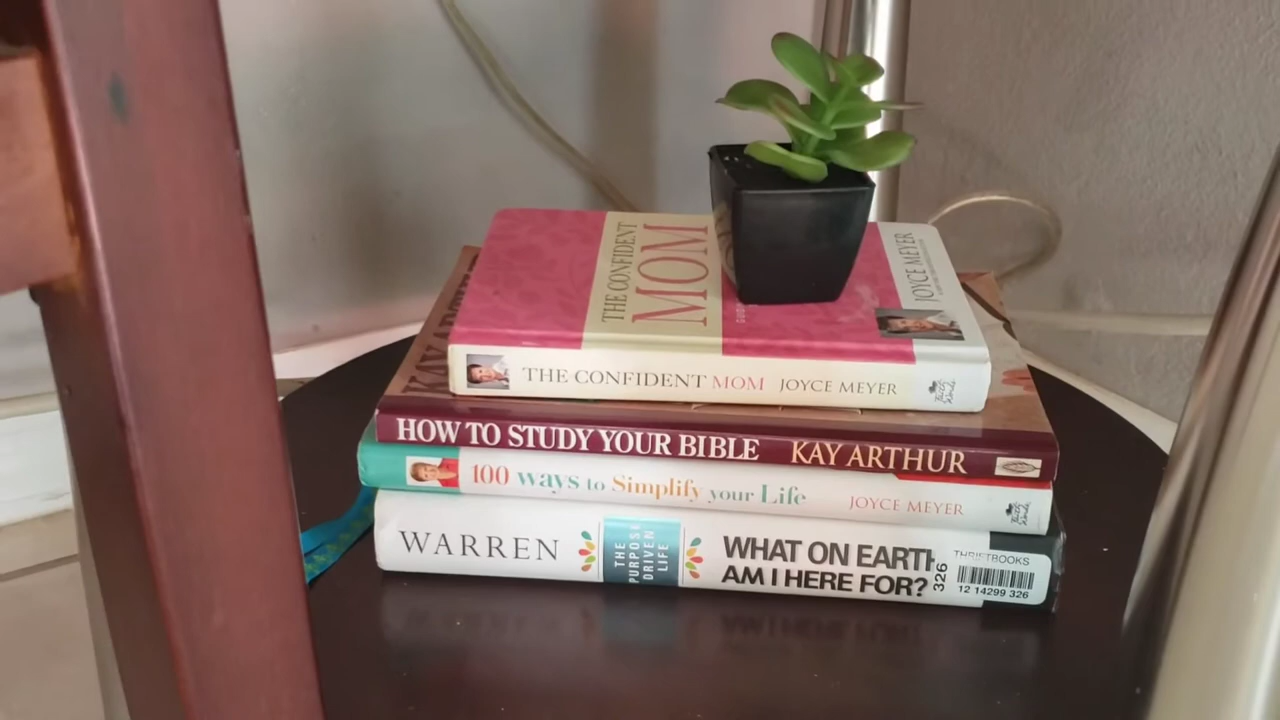 THE CONFIDENT
MOM
JOYCE MEYER
THE CONFIDENT MOM JOYCE MEYER
KAY ARTHUR
HOW TO STUDY YOUR BIBLE KAY ARTHUR
100 ways to Simplify your Life JOYCE MEYER
WARREN
THE
PURPOSE
DRIVEN
LIFE
WHAT ON EARTH
AM I HERE FOR?
326
THRIFTBOOKS
12 14299 326